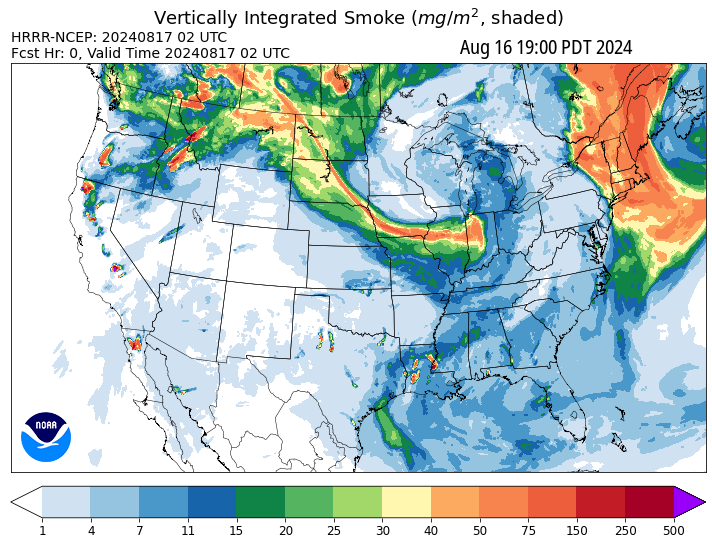 Vertically Integrated Smoke (mg/m², shaded)
HRRR-NCEP: 20240817 02 UTC
Fcst Hr: 0, Valid Time 20240817 02 UTC
Aug 16 19:00 PDT 2024
NOAA
1 4 7 11 15 20 25 30 40 50 75 150 250 500